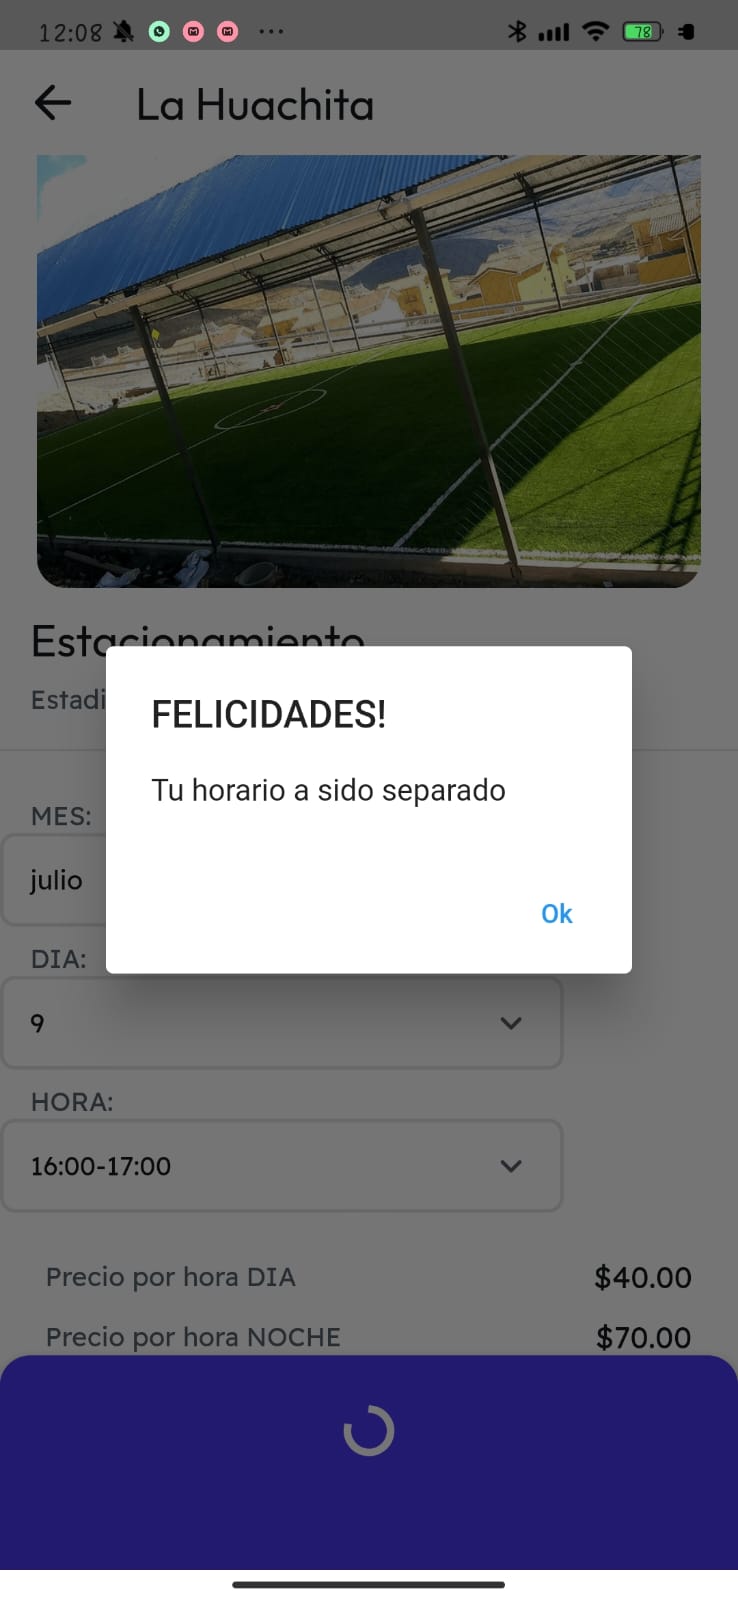 12:08
78
La Huachita
Estacionamiento
Estadi
FELICIDADES!
Tu horario a sido separado
Ok
MES:
julio
DIA:
9
HORA:
16:00-17:00
Precio por hora DIA $40.00
Precio por hora NOCHE $70.00